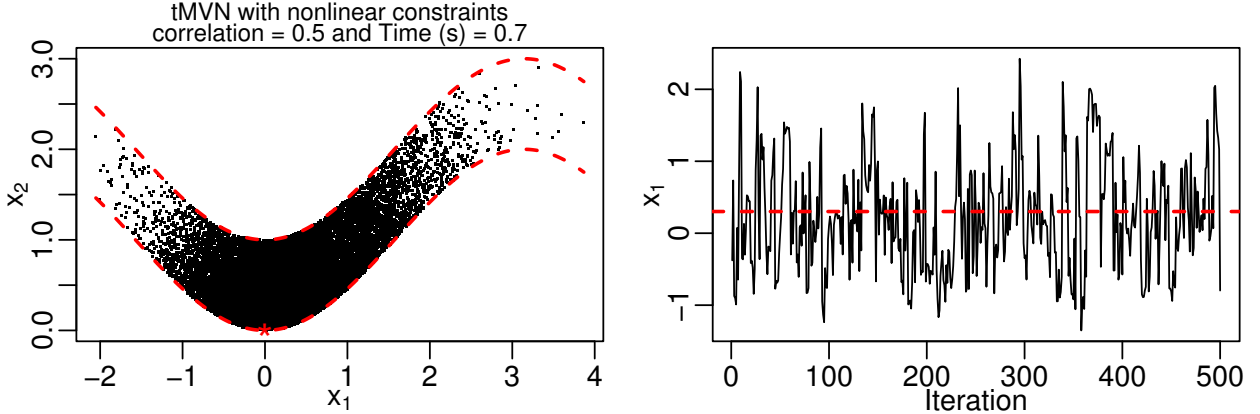 tMVN with nonlinear constraints
correlation = 0.5 and Time (s) = 0.7
x2
3.0
2.0
1.0
0.0
*
−2 −1 0 1 2 3 4
x1
x1
2
1
0
−1
0 100 200 300 400 500
Iteration